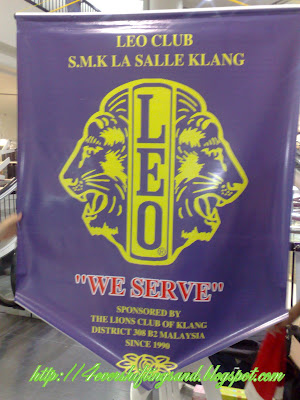 LEO CLUB
S.M.K LA SALLE KLANG
LEO
®
"WE SERVE"
SPONSORED BY
THE LIONS CLUB OF KLANG
DISTRICT 308 B2 MALAYSIA
SINCE 1990
http://4evershiftingsand.blogspot.com